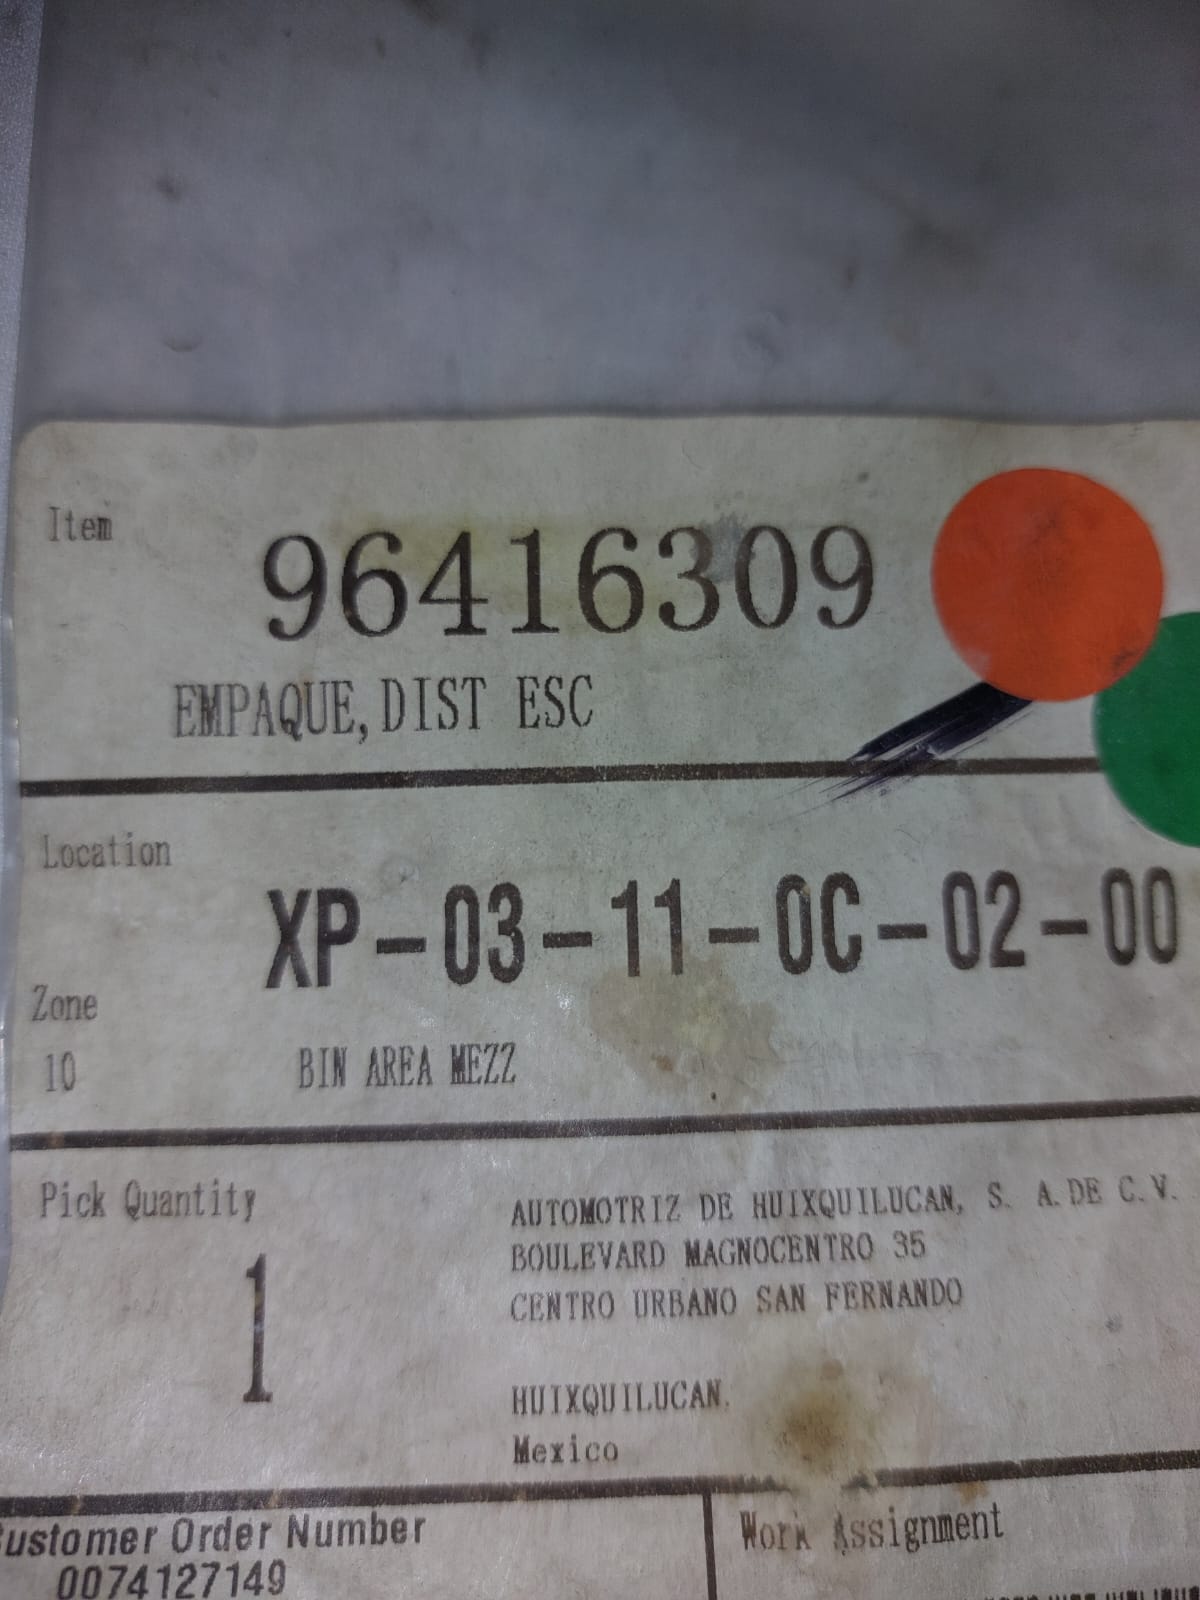 Item
96416309
EMPAQUE,DIST ESC
Location
XP-03-11-0C-02-00
Zone
10 BIN AREA MEZZ
Pick Quantity
1
AUTOMOTRIZ DE HUIXQUILUCAN, S. A.DE C.V.
BOULEVARD MAGNOCENTRO 35
CENTRO URBANO SAN FERNANDO
HUIXQUILUCAN.
Mexico
ustomer Order Number
0074127149
Work Assignment